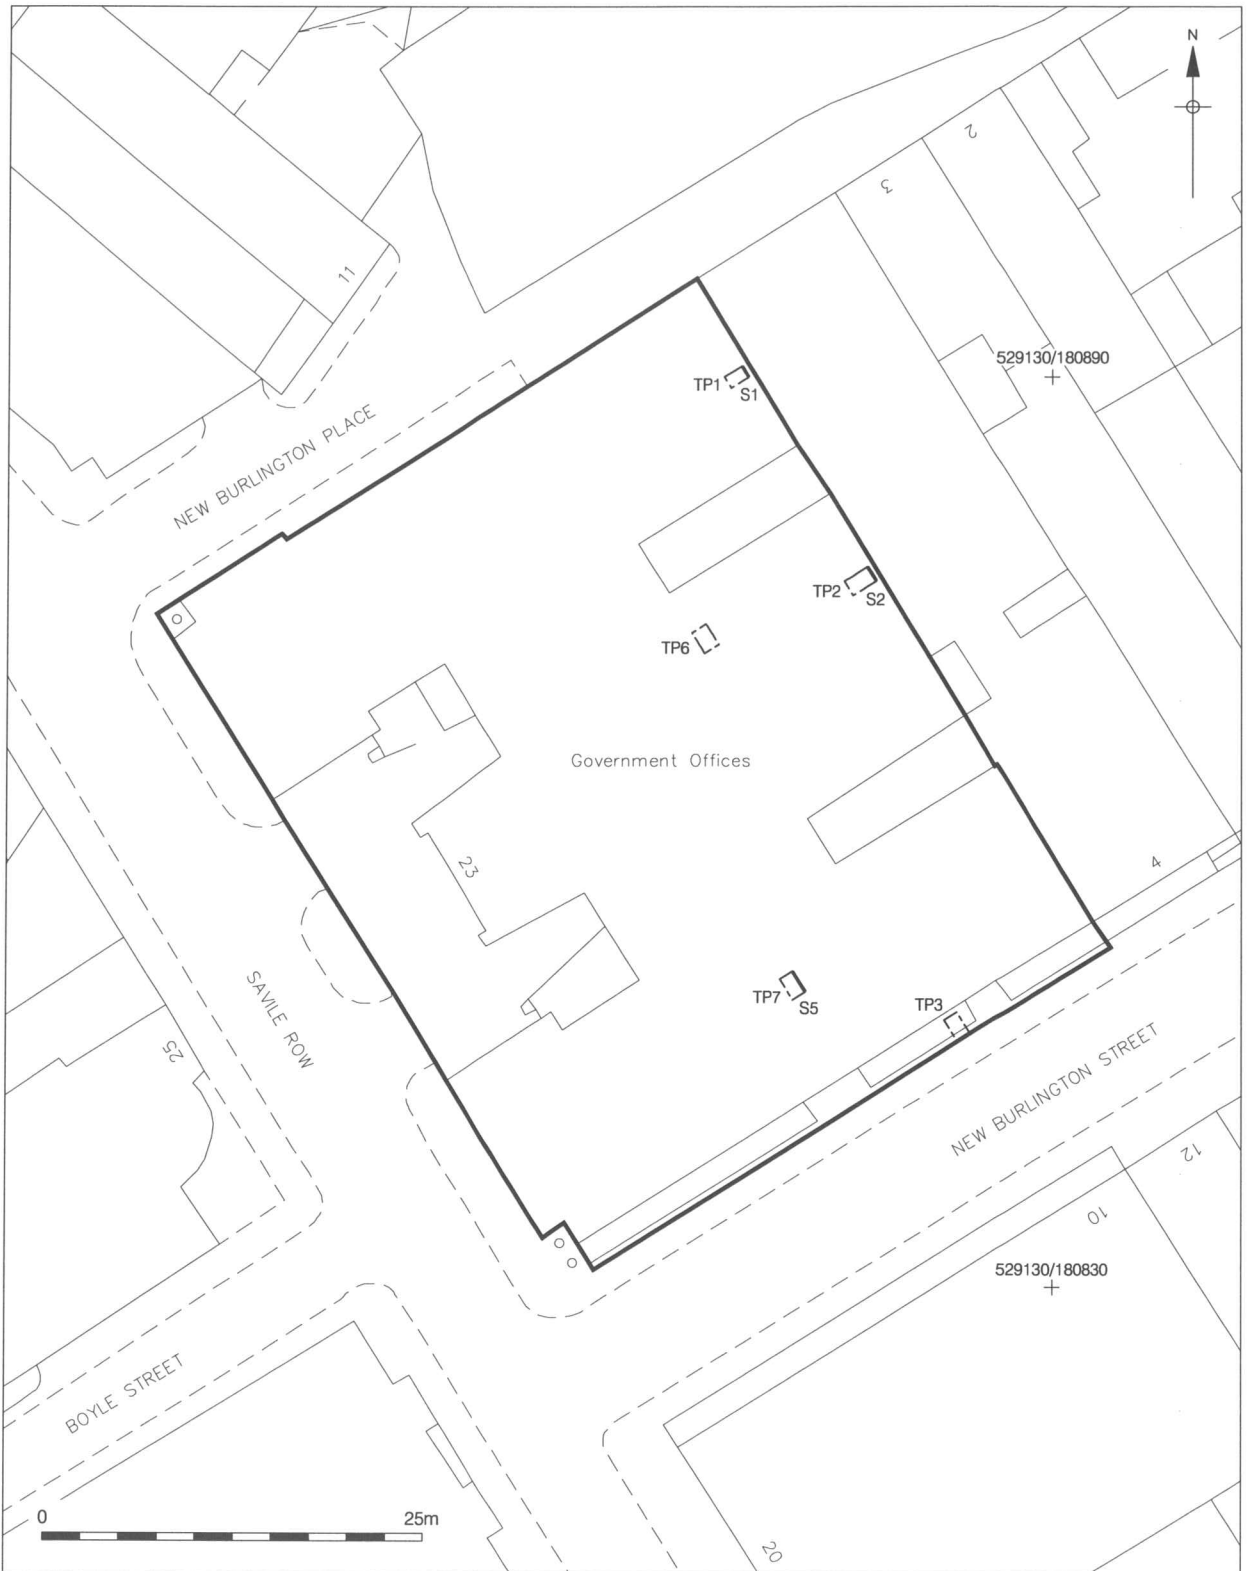 N
2
3
11
529130/180890
TP1
S1
NEW BURLINGTON PLACE
TP2
S2
TP6
Government Offices
23
4
SAVILE ROW
25
TP7
S5
TP3
NEW BURLINGTON STREET
12
10
529130/180830
BOYLE STREET
0 25m
20